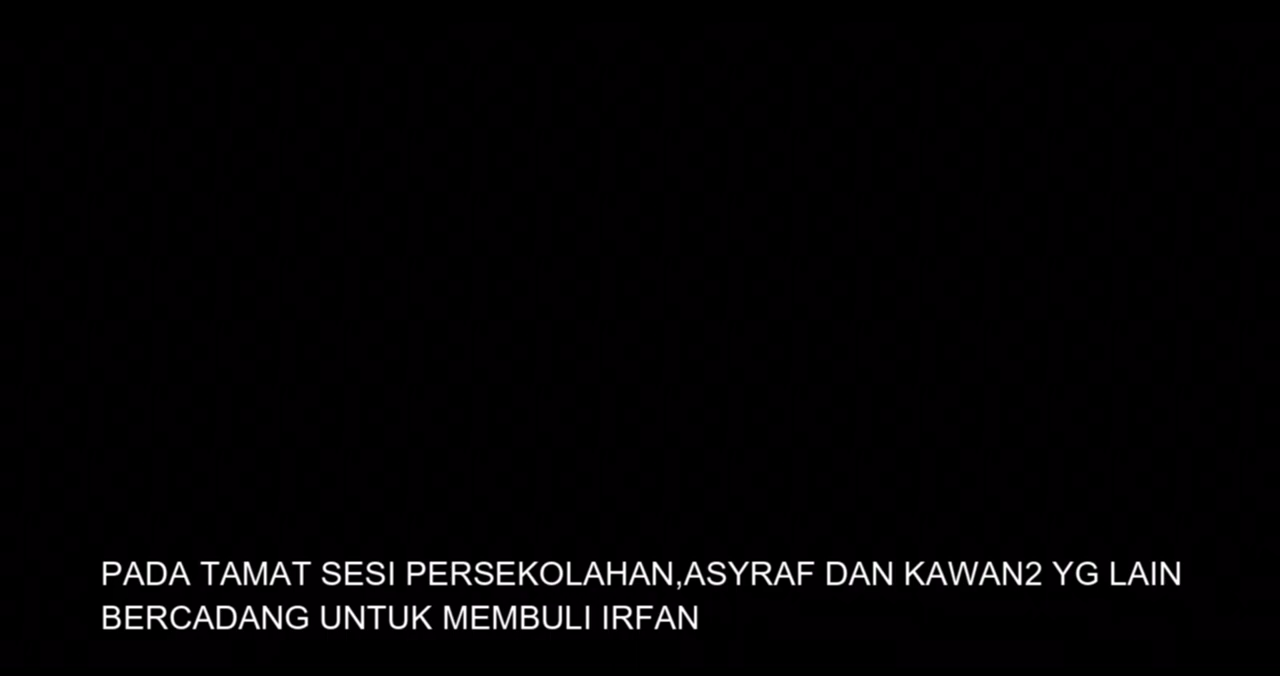 PADA TAMAT SESI PERSEKOLAHAN,ASYRAF DAN KAWAN2 YG LAIN
BERCADANG UNTUK MEMBULI IRFAN